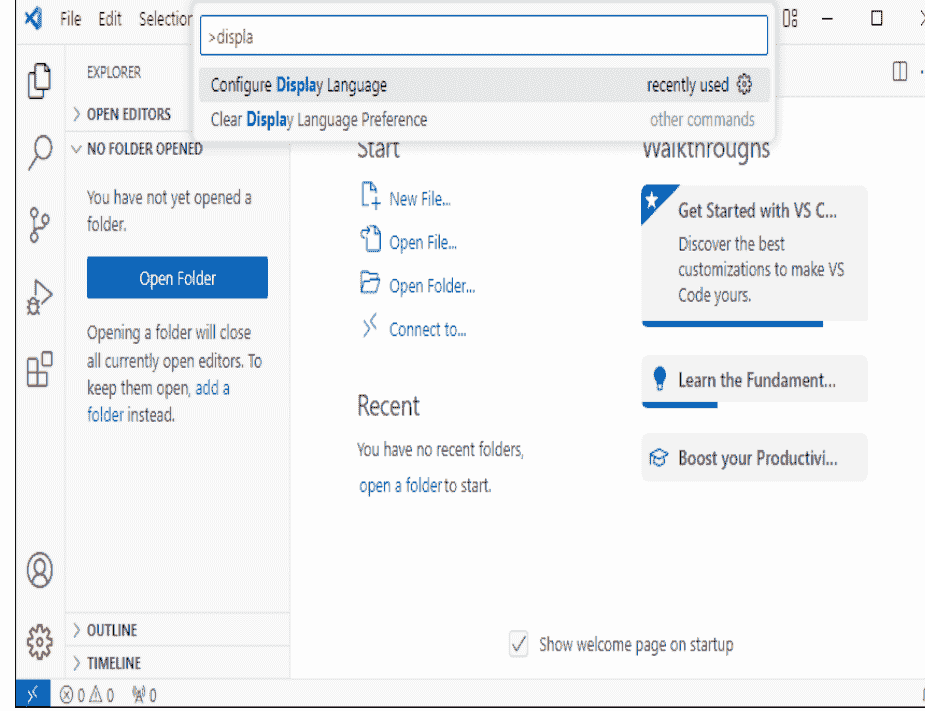 File Edit Selection
>displa
Configure Display Language recently used
Clear Display Language Preference other commands
EXPLORER
OPEN EDITORS
NO FOLDER OPENED
You have not yet opened a
folder.
Open Folder
Opening a folder will close
all currently open editors. To
keep them open, add a
folder instead.
OUTLINE
TIMELINE
Start
New File...
Open File...
Open Folder...
Connect to...
Recent
You have no recent folders,
open a folder to start.
Walkthroughs
Get Started with VS C...
Discover the best
customizations to make VS
Code yours.
Learn the Fundament...
Boost your Productivi...
Show welcome page on startup
0 0 0